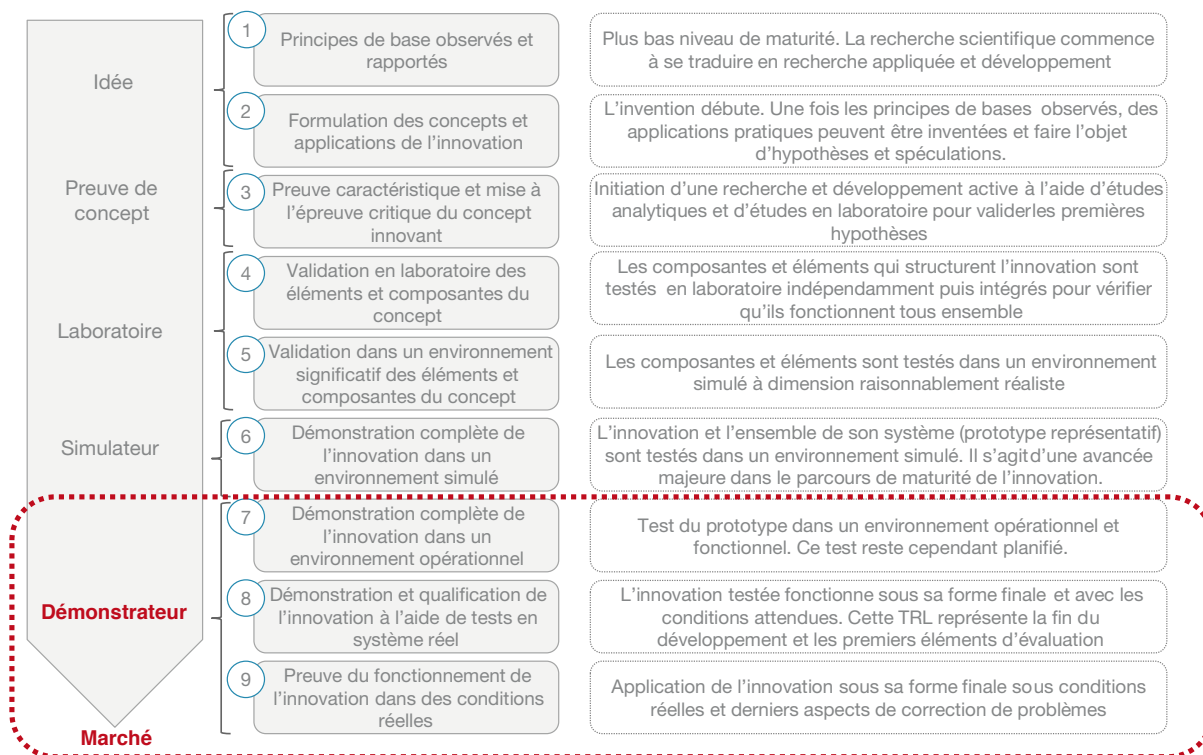 Idée
1
Principes de base observés et
rapportés
Plus bas niveau de maturité. La recherche scientifique commence
à se traduire en recherche appliquée et développement
2
Formulation des concepts et
applications de l’innovation
L’invention débute. Une fois les principes de bases observés, des
applications pratiques peuvent être inventées et faire l’objet
d’hypothèses et spéculations.
Preuve de
concept
3
Preuve caractéristique et mise à
l’épreuve critique du concept
innovant
Initiation d’une recherche et développement active à l’aide d’études
analytiques et d’études en laboratoire pour validerles premières
hypothèses
Laboratoire
4
Validation en laboratoire des
éléments et composantes du
concept
Les composantes et éléments qui structurent l’innovation sont
testés en laboratoire indépendamment puis intégrés pour vérifier
qu’ils fonctionnent tous ensemble
5
Validation dans un environnement
significatif des éléments et
composantes du concept
Les composantes et éléments sont testés dans un environnement
simulé à dimension raisonnablement réaliste
Simulateur
6
Démonstration complète de
l’innovation dans un
environnement simulé
L’innovation et l’ensemble de son système (prototype représentatif)
sont testés dans un environnement simulé. Il s’agitd’une avancée
majeure dans le parcours de maturité de l’innovation.
7
Démonstration complète de
l’innovation dans un
environnement opérationnel
Test du prototype dans un environnement opérationnel et
fonctionnel. Ce test reste cependant planifié.
Démonstrateur
8
Démonstration et qualification de
l’innovation à l’aide de tests en
système réel
L’innovation testée fonctionne sous sa forme finale et avec les
conditions attendues. Cette TRL représente la fin du
développement et les premiers éléments d’évaluation
9
Preuve du fonctionnement de
l’innovation dans des conditions
réelles
Application de l’innovation sous sa forme finale sous conditions
réelles et derniers aspects de correction de problèmes
Marché